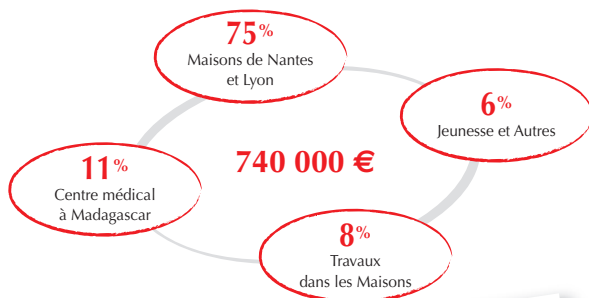 75%
Maisons de Nantes
et Lyon
6%
Jeunesse et Autres
740 000 €
11%
Centre médical
à Madagascar
8%
Travaux
dans les Maisons